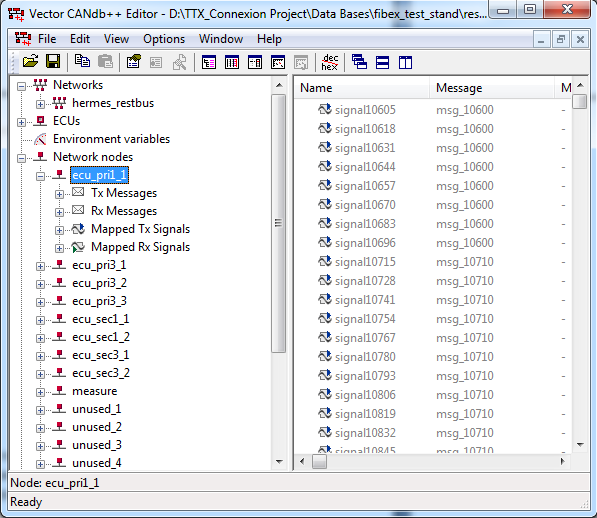 Vector CANdb++ Editor - D:\TTX_Connexion Project\Data Bases\fibex_test_stand\res...
File Edit View Options Window Help
dec
hex
Networks
hermes_restbus
ECUs
Environment variables
Network nodes
ecu_pri1_1
Tx Messages
Rx Messages
Mapped Tx Signals
Mapped Rx Signals
ecu_pri3_1
ecu_pri3_2
ecu_pri3_3
ecu_sec1_1
ecu_sec1_2
ecu_sec3_1
ecu_sec3_2
measure
unused_1
unused_2
unused_3
unused_4
Name Message M
signal10605 msg_10600 -
signal10618 msg_10600 -
signal10631 msg_10600 -
signal10644 msg_10600 -
signal10657 msg_10600 -
signal10670 msg_10600 -
signal10683 msg_10600 -
signal10696 msg_10600 -
signal10715 msg_10710 -
signal10728 msg_10710 -
signal10741 msg_10710 -
signal10754 msg_10710 -
signal10767 msg_10710 -
signal10780 msg_10710 -
signal10793 msg_10710 -
signal10806 msg_10710 -
signal10819 msg_10710 -
signal10832 msg_10710 -
signal10845 msg_10710 -
Node: ecu_pri1_1
Ready